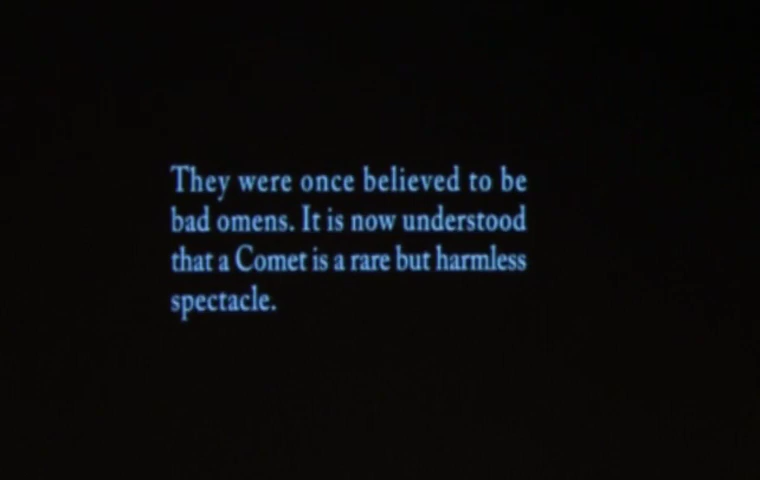 They were once believed to be
bad omens. It is now understood
that a Comet is a rare but harmless
spectacle.